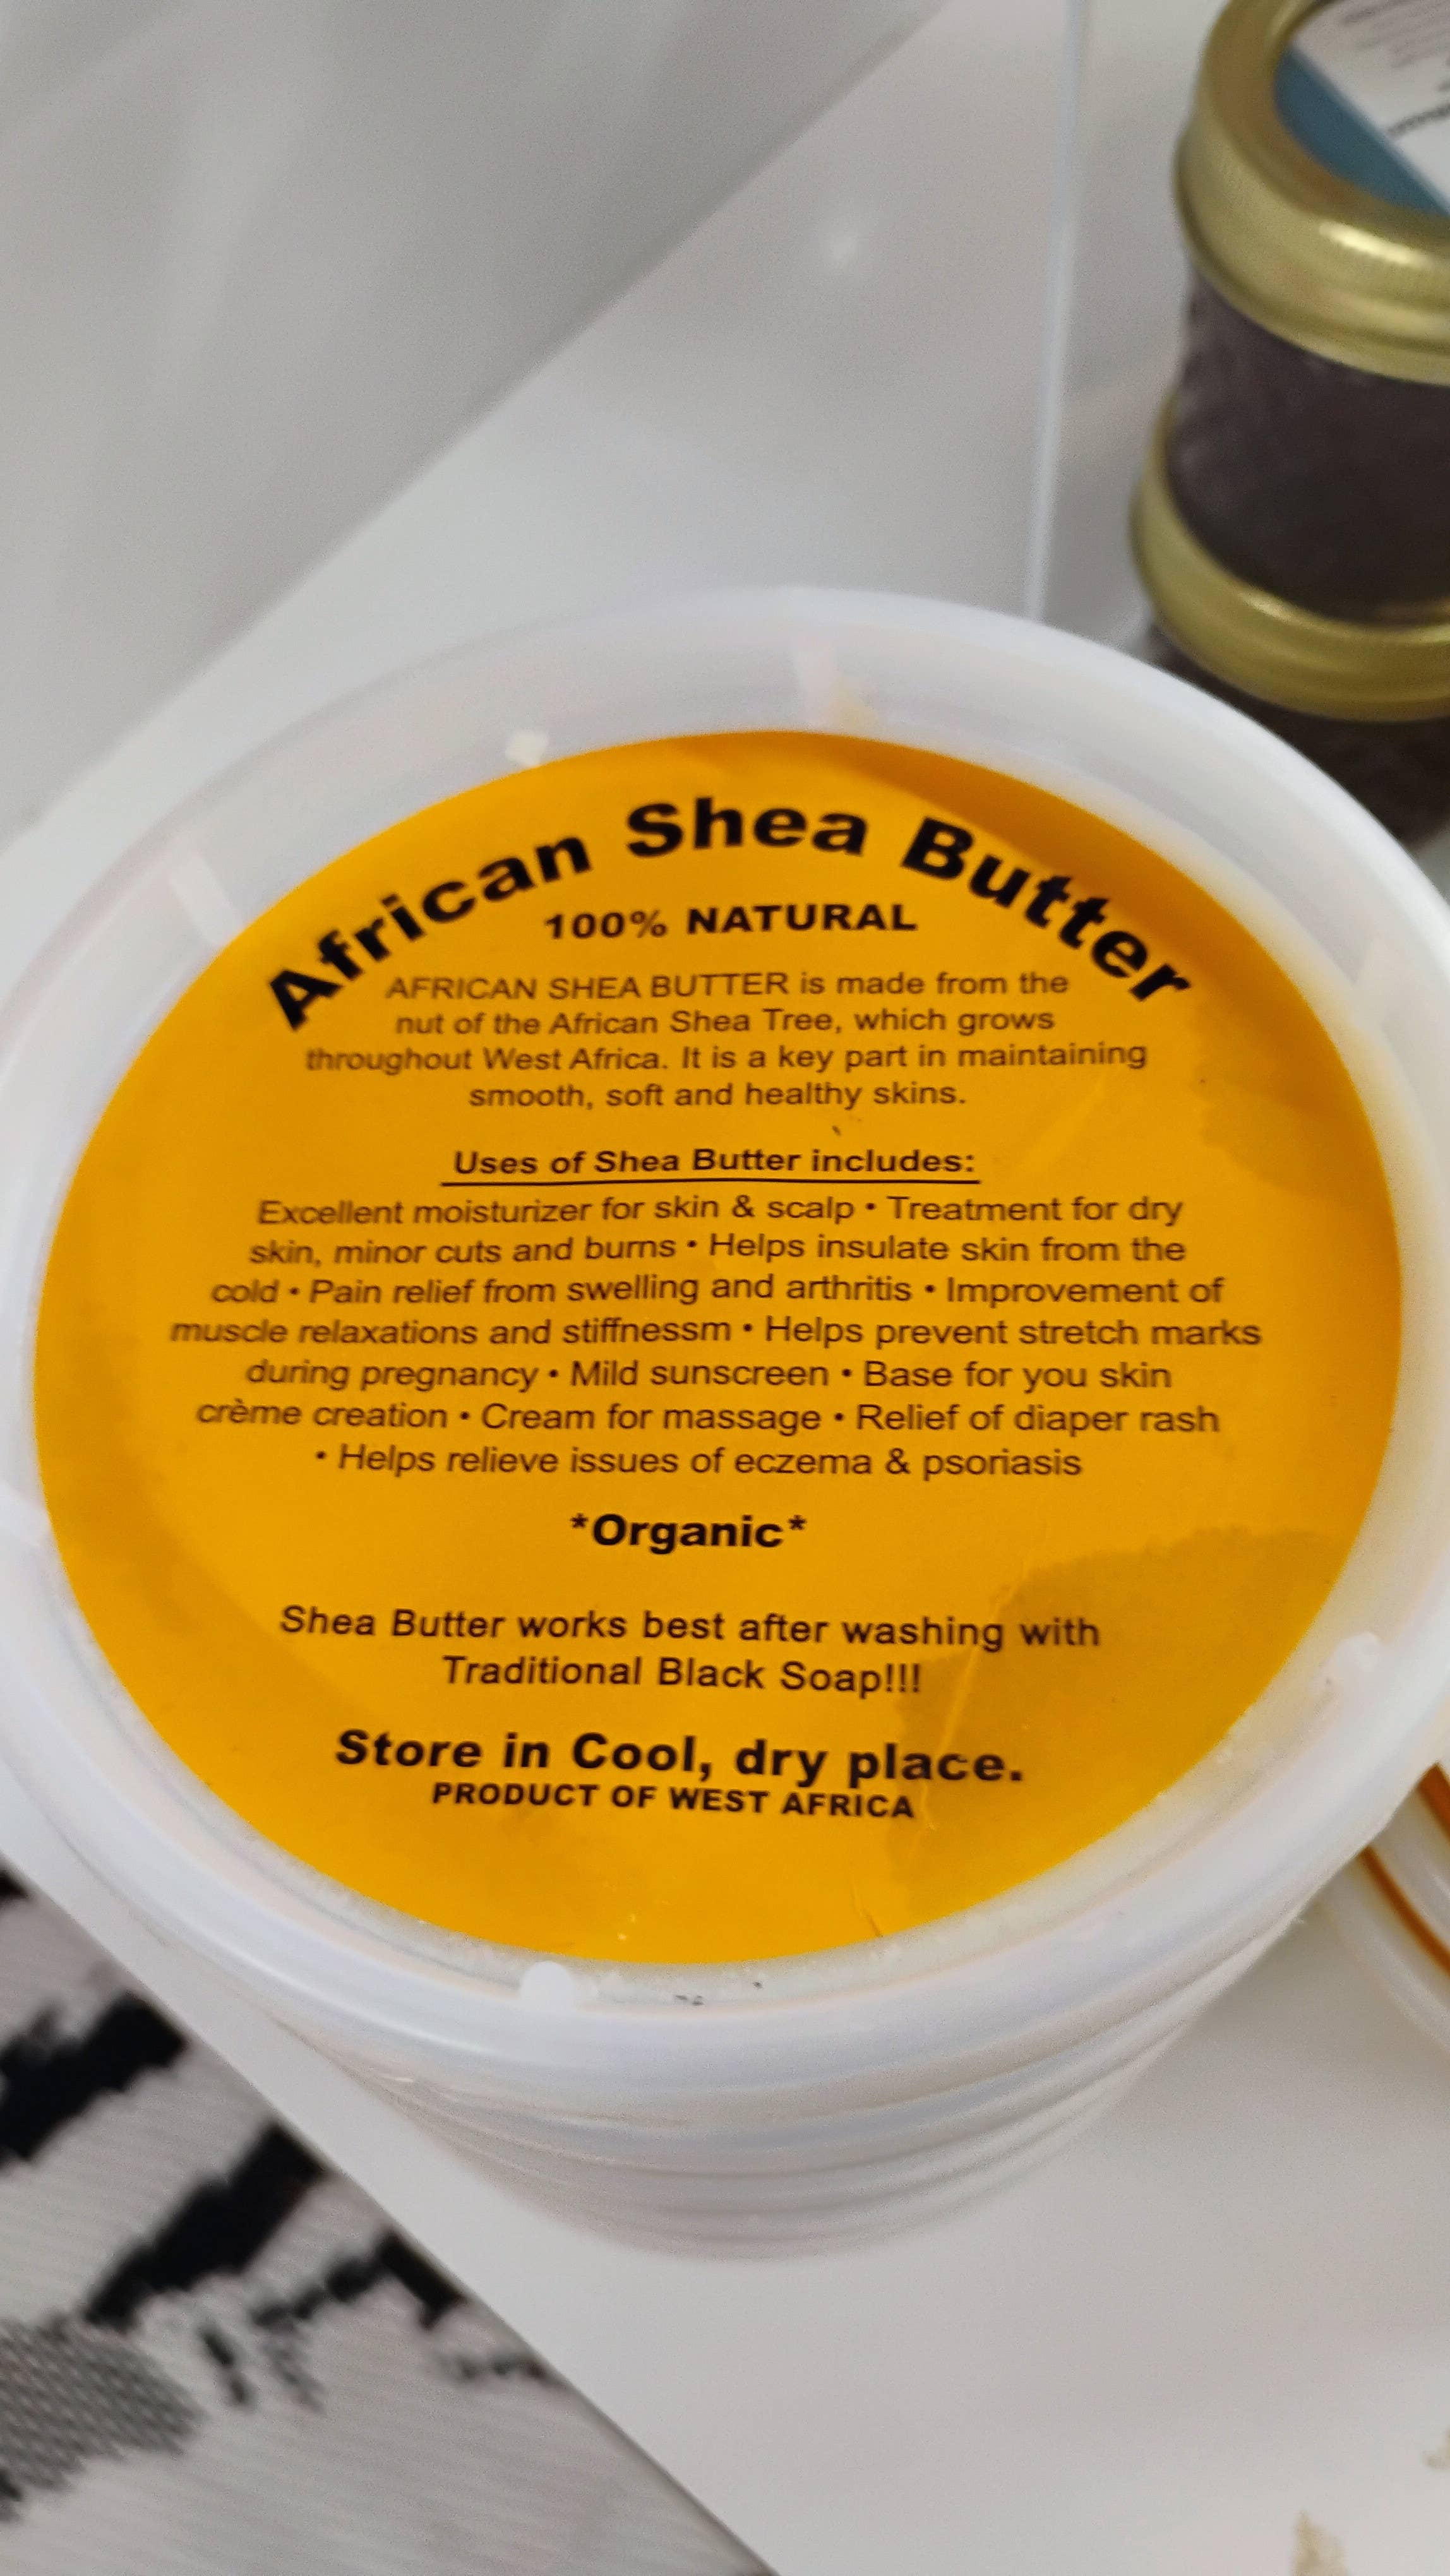 African Shea Butter
100% NATURAL
AFRICAN SHEA BUTTER is made from the
nut of the African Shea Tree, which grows
throughout West Africa. It is a key part in maintaining
smooth, soft and healthy skins.
Uses of Shea Butter includes:
Excellent moisturizer for skin & scalp • Treatment for dry
skin, minor cuts and burns • Helps insulate skin from the
cold • Pain relief from swelling and arthritis • Improvement of
muscle relaxations and stiffnessm • Helps prevent stretch marks
during pregnancy • Mild sunscreen • Base for you skin
crème creation • Cream for massage • Relief of diaper rash
• Helps relieve issues of eczema & psoriasis
*Organic*
Shea Butter works best after washing with
Traditional Black Soap!!!
Store in Cool, dry place.
PRODUCT OF WEST AFRICA